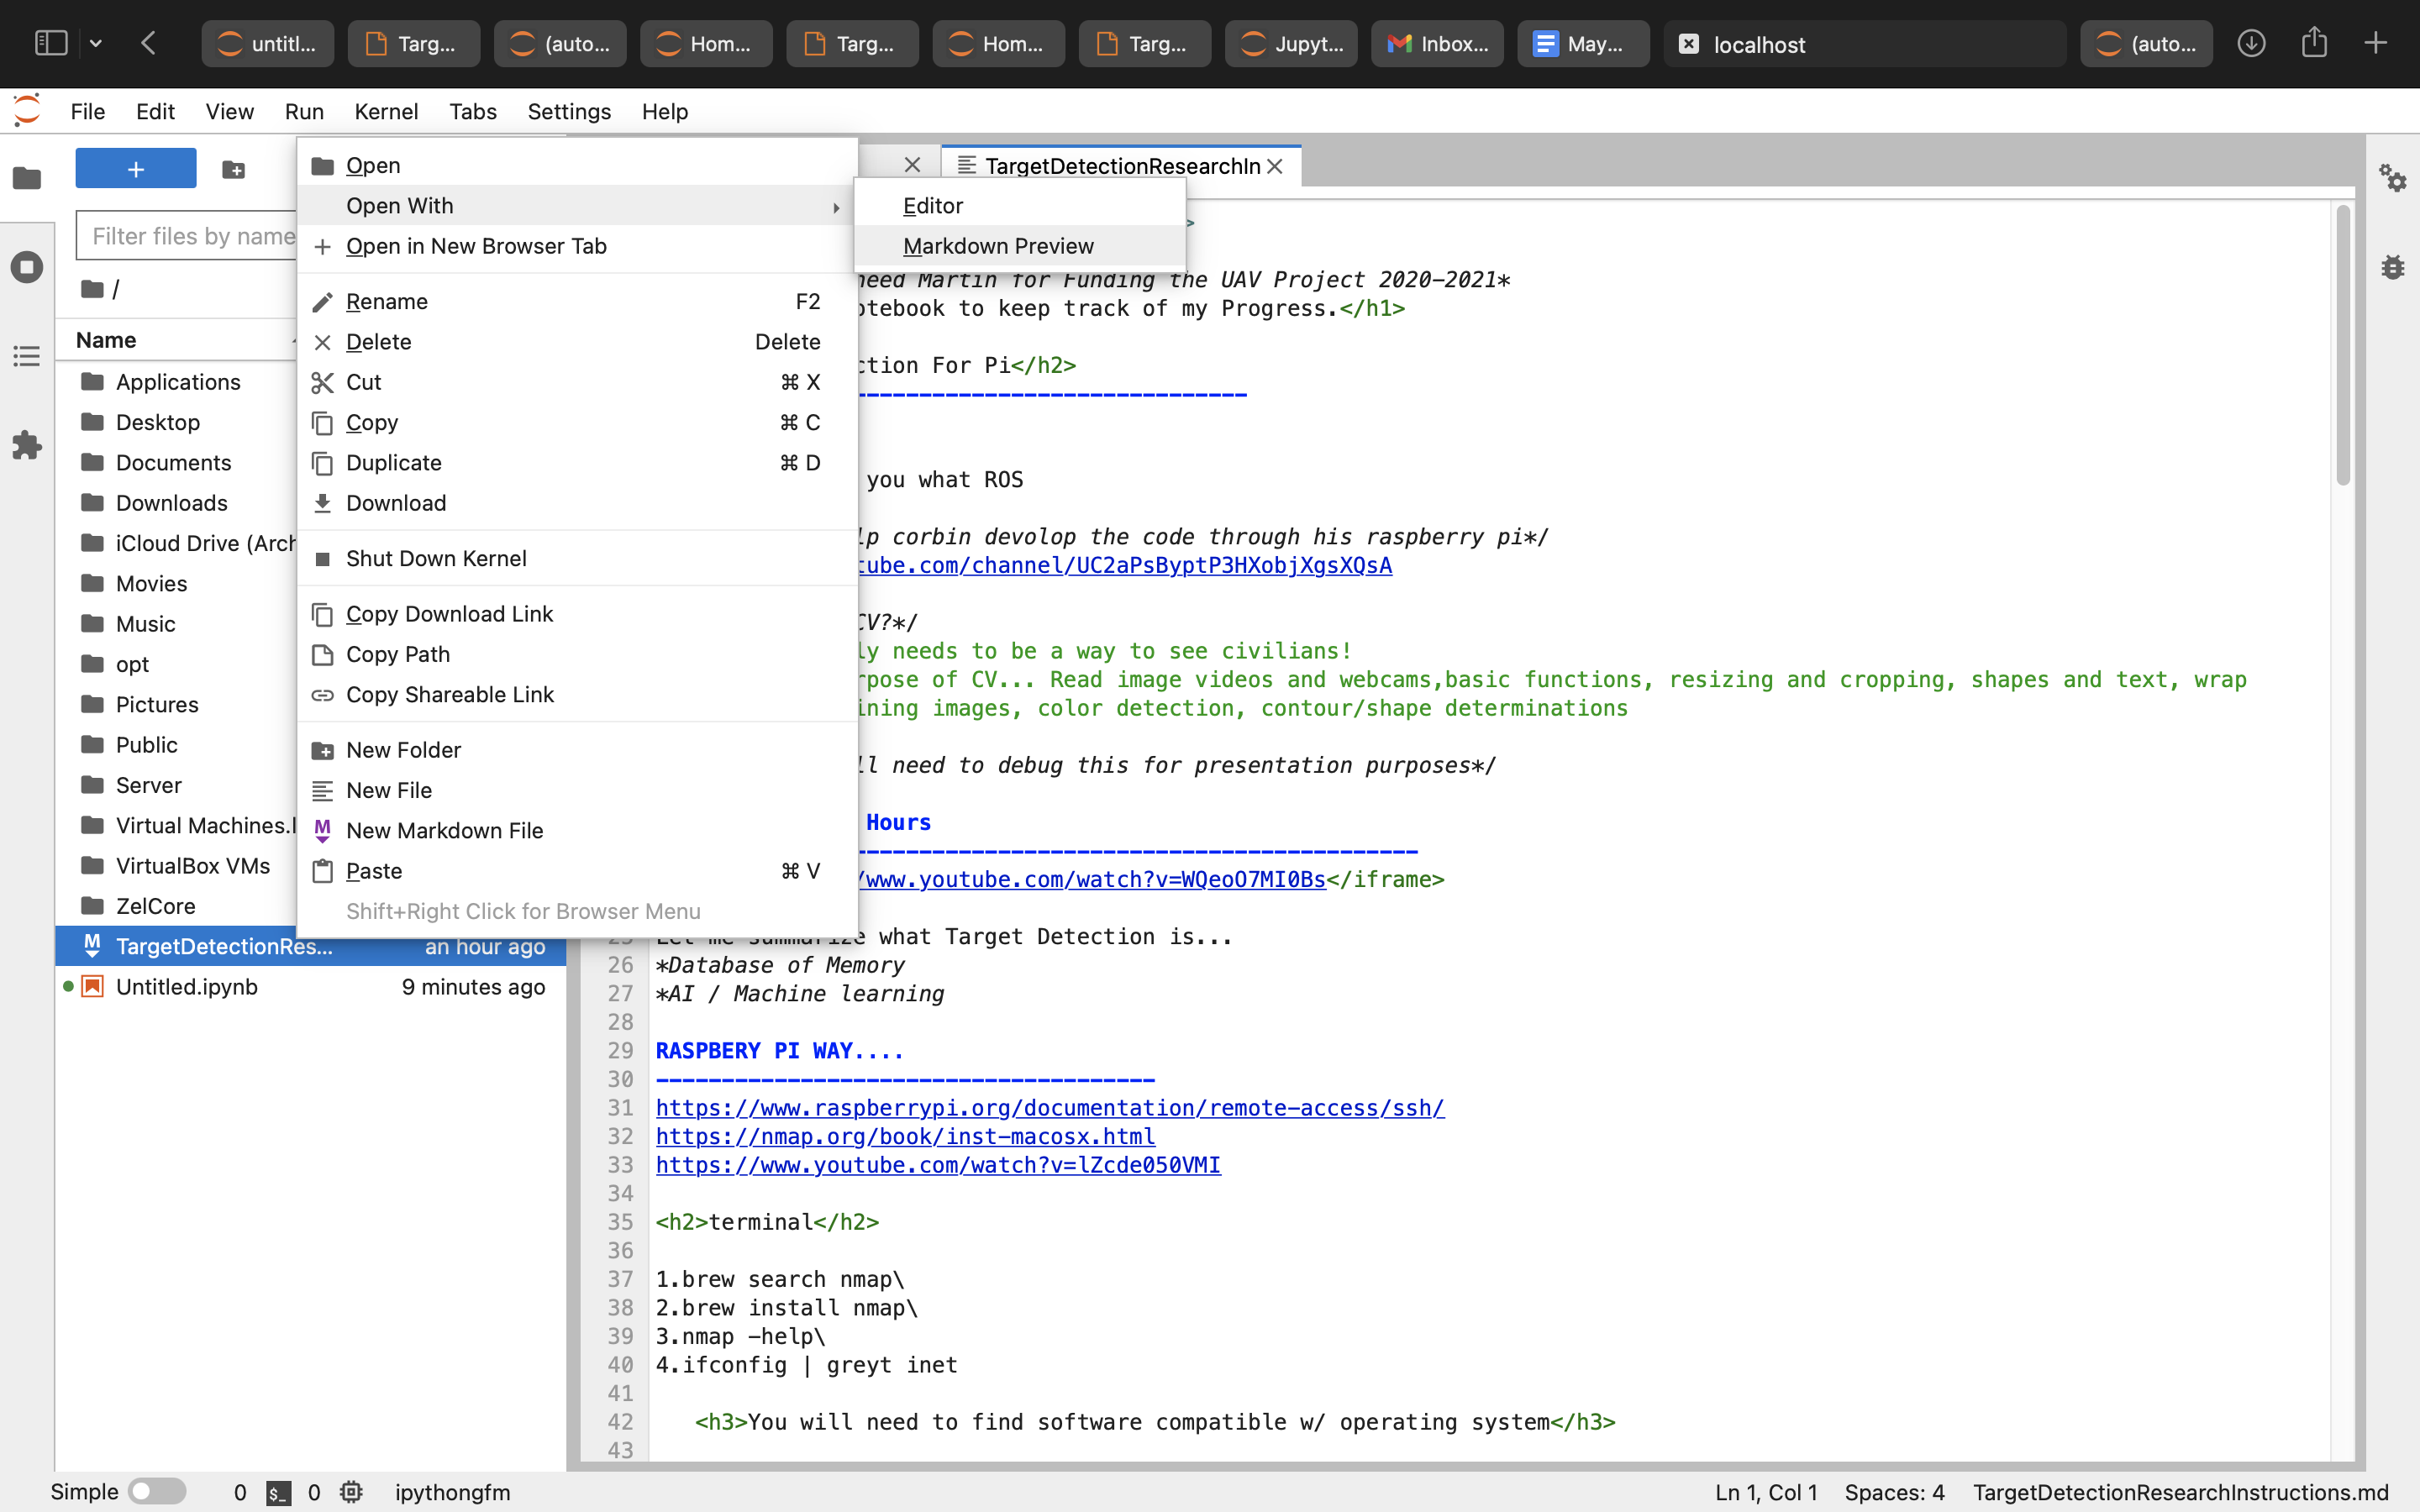 untitl... Targ... (auto... Hom... Targ... Hom... Targ... Jupyt... Inbox... May... localhost (auto...
File Edit View Run Kernel Tabs Settings Help
+
Filter files by name
/
Name
Applications
Desktop
Documents
Downloads
iCloud Drive (Arch
Movies
Music
opt
Pictures
Public
Server
Virtual Machines.l
VirtualBox VMs
ZelCore
TargetDetectionRes... an hour ago
Untitled.ipynb 9 minutes ago
Open
Open With
Open in New Browser Tab
Rename F2
Delete Delete
Cut ⌘ X
Copy ⌘ C
Duplicate ⌘ D
Download
Shut Down Kernel
Copy Download Link
Copy Path
Copy Shareable Link
New Folder
New File
New Markdown File
Paste ⌘ V
Shift+Right Click for Browser Menu
Editor
Markdown Preview
TargetDetectionResearchIn
>
need Martin for Funding the UAV Project 2020-2021*
otebook to keep track of my Progress.</h1>
ction For Pi</h2>
------------------------------
you what ROS
lp corbin devolop the code through his raspberry pi*/
tube.com/channel/UC2aPsByptP3HXobjXgsXQsA
CV?*/
ly needs to be a way to see civilians!
rpose of CV... Read image videos and webcams,basic functions, resizing and cropping, shapes and text, wrap
ining images, color detection, contour/shape determinations
ll need to debug this for presentation purposes*/
Hours
-------------------------------------------
/www.youtube.com/watch?v=WQeoO7MI0Bs</iframe>
25 Let me summarize what Target Detection is...
26 *Database of Memory
27 *AI / Machine learning
28
29 RASPBERY PI WAY....
30 --------------------------------------
31 https://www.raspberrypi.org/documentation/remote-access/ssh/
32 https://nmap.org/book/inst-macosx.html
33 https://www.youtube.com/watch?v=lZcde050VMI
34
35 <h2>terminal</h2>
36
37 1.brew search nmap\
38 2.brew install nmap\
39 3.nmap -help\
40 4.ifconfig | greyt inet
41
42 <h3>You will need to find software compatible w/ operating system</h3>
43
Simple 0 $_ 0 ipythongfm Ln 1, Col 1 Spaces: 4 TargetDetectionResearchInstructions.md